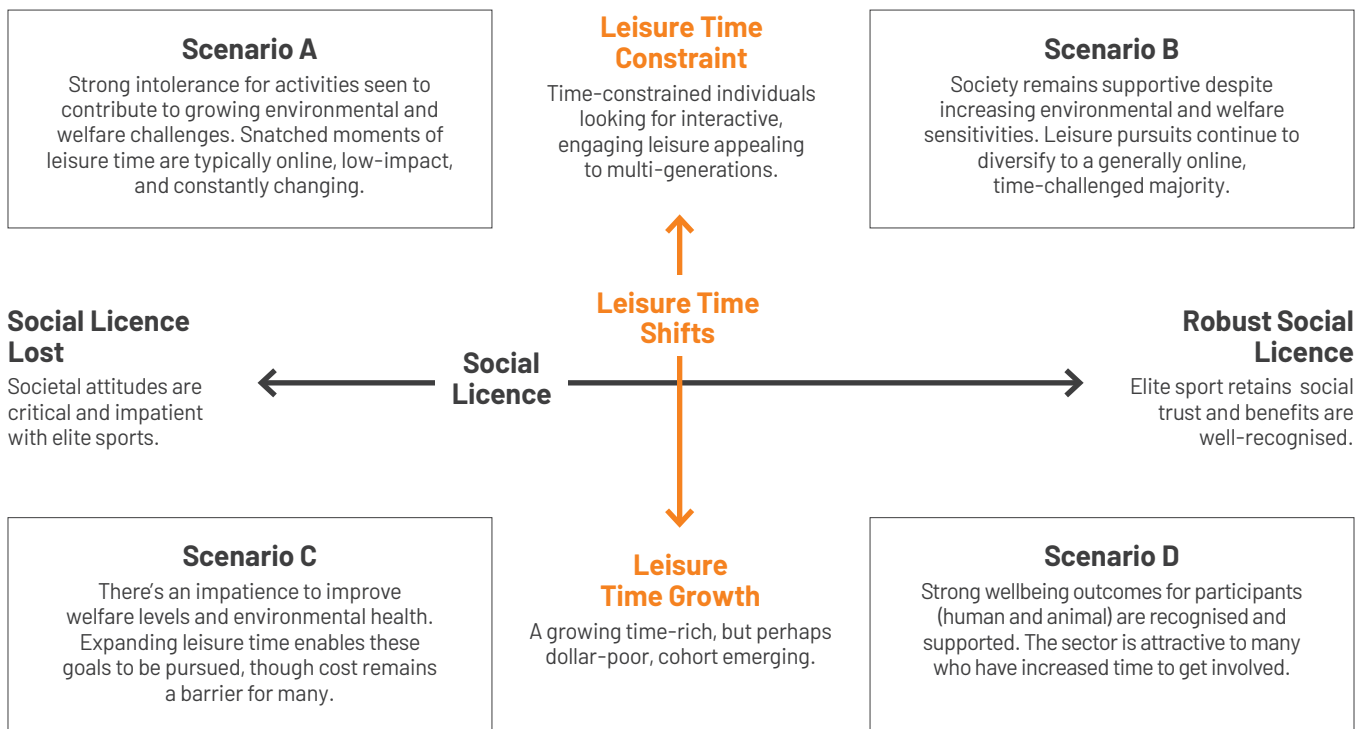 Scenario A
Strong intolerance for activities seen to
contribute to growing environmental and
welfare challenges. Snatched moments of
leisure time are typically online, low-impact,
and constantly changing.
Leisure Time
Constraint
Time-constrained individuals
looking for interactive,
engaging leisure appealing
to multi-generations.
Scenario B
Society remains supportive despite
increasing environmental and welfare
sensitivities. Leisure pursuits continue to
diversify to a generally online,
time-challenged majority.
Social Licence
Lost
Societal attitudes are
critical and impatient
with elite sports.
Social
Licence
Leisure Time
Shifts
Robust Social
Licence
Elite sport retains social
trust and benefits are
well-recognised.
Scenario C
There's an impatience to improve
welfare levels and environmental health.
Expanding leisure time enables these
goals to be pursued, though cost remains
a barrier for many.
Leisure
Time Growth
A growing time-rich, but perhaps
dollar-poor, cohort emerging.
Scenario D
Strong wellbeing outcomes for participants
(human and animal) are recognised and
supported. The sector is attractive to many
who have increased time to get involved.